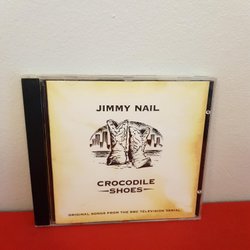 JIMMY NAIL
CROCODILE
SHOES
ORIGINAL SONGS FROM THE BBC TELEVISION SERIAL